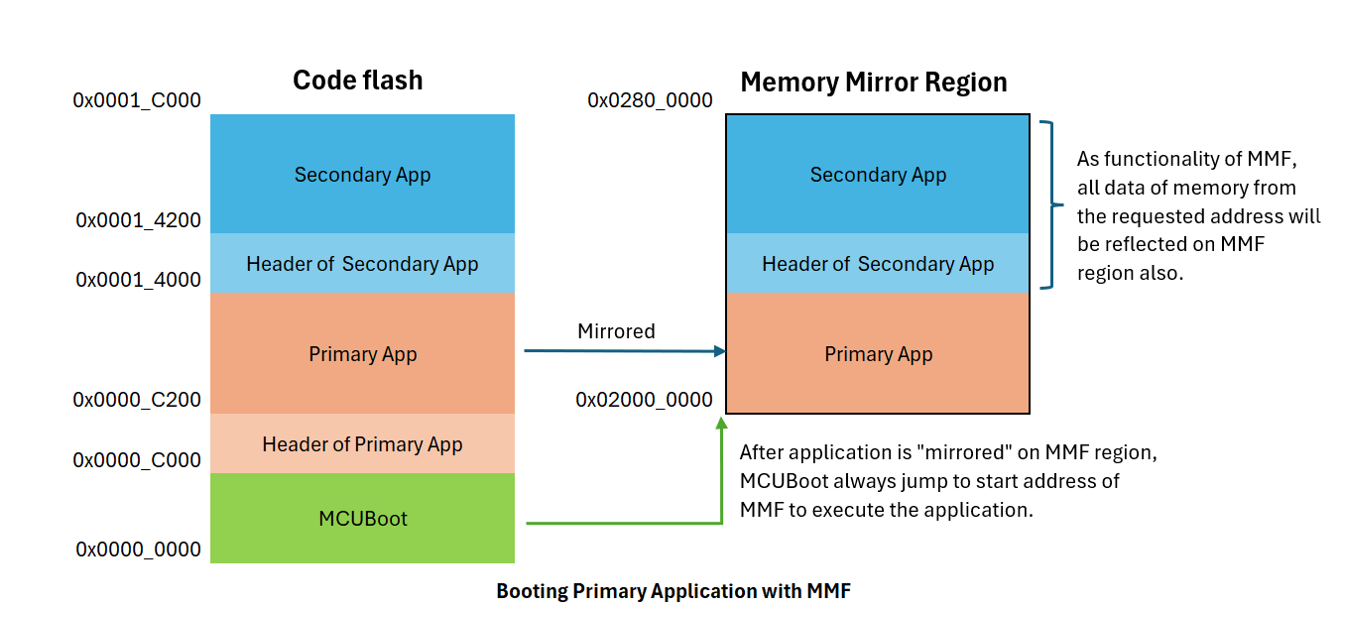 Code flash
Memory Mirror Region
0x0001_C000
0x0280_0000
Secondary App
Secondary App
As functionality of MMF,
all data of memory from
the requested address will
be reflected on MMF
region also.
0x0001_4200
Header of Secondary App
Header of Secondary App
0x0001_4000
Mirrored
Primary App
Primary App
0x0000_C200
0x02000_0000
Header of Primary App
After application is "mirrored" on MMF region,
MCUBoot always jump to start address of
MMF to execute the application.
0x0000_C000
MCUBoot
0x0000_0000
Booting Primary Application with MMF